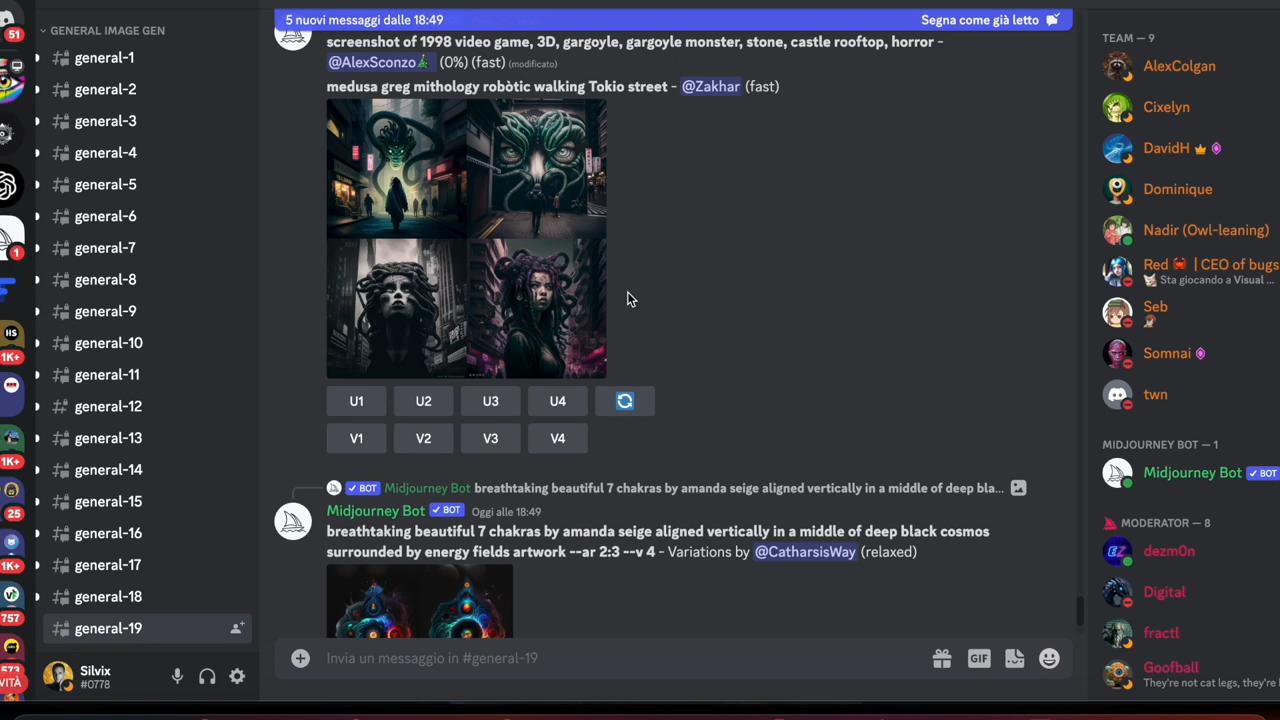 51
1
HS
1K+
1K+
25
1K+
757
573
VITÀ
GENERAL IMAGE GEN
general-1
general-2
general-3
general-4
general-5
general-6
general-7
general-8
general-9
general-10
general-11
general-12
general-13
general-14
general-15
general-16
general-17
general-18
general-19
Silvix
#0778
5 nuovi messaggi dalle 18:49
Segna come già letto
screenshot of 1998 video game, 3D, gargoyle, gargoyle monster, stone, castle rooftop, horror -
@AlexSconzo (0%) (fast) (modificato)
medusa greg mithology robòtic walking Tokio street - @Zakhar (fast)
U1 U2 U3 U4
V1 V2 V3 V4
BOT Midjourney Bot breathtaking beautiful 7 chakras by amanda seige aligned vertically in a middle of deep bla...
Midjourney Bot BOT Oggi alle 18:49
breathtaking beautiful 7 chakras by amanda seige aligned vertically in a middle of deep black cosmos
surrounded by energy fields artwork --ar 2:3 --v 4 - Variations by @CatharsisWay (relaxed)
Invia un messaggio in #general-19
GIF
TEAM — 9
AlexColgan
Cixelyn
DavidH
Dominique
Nadir (Owl-leaning)
Red | CEO of bugs
Sta giocando a Visual ...
Seb
Somnai
twn
MIDJOURNEY BOT — 1
Midjourney Bot BOT
MODERATOR — 8
EZ
dezm0n
Digital
fractl
Goofball
They're not cat legs, they're